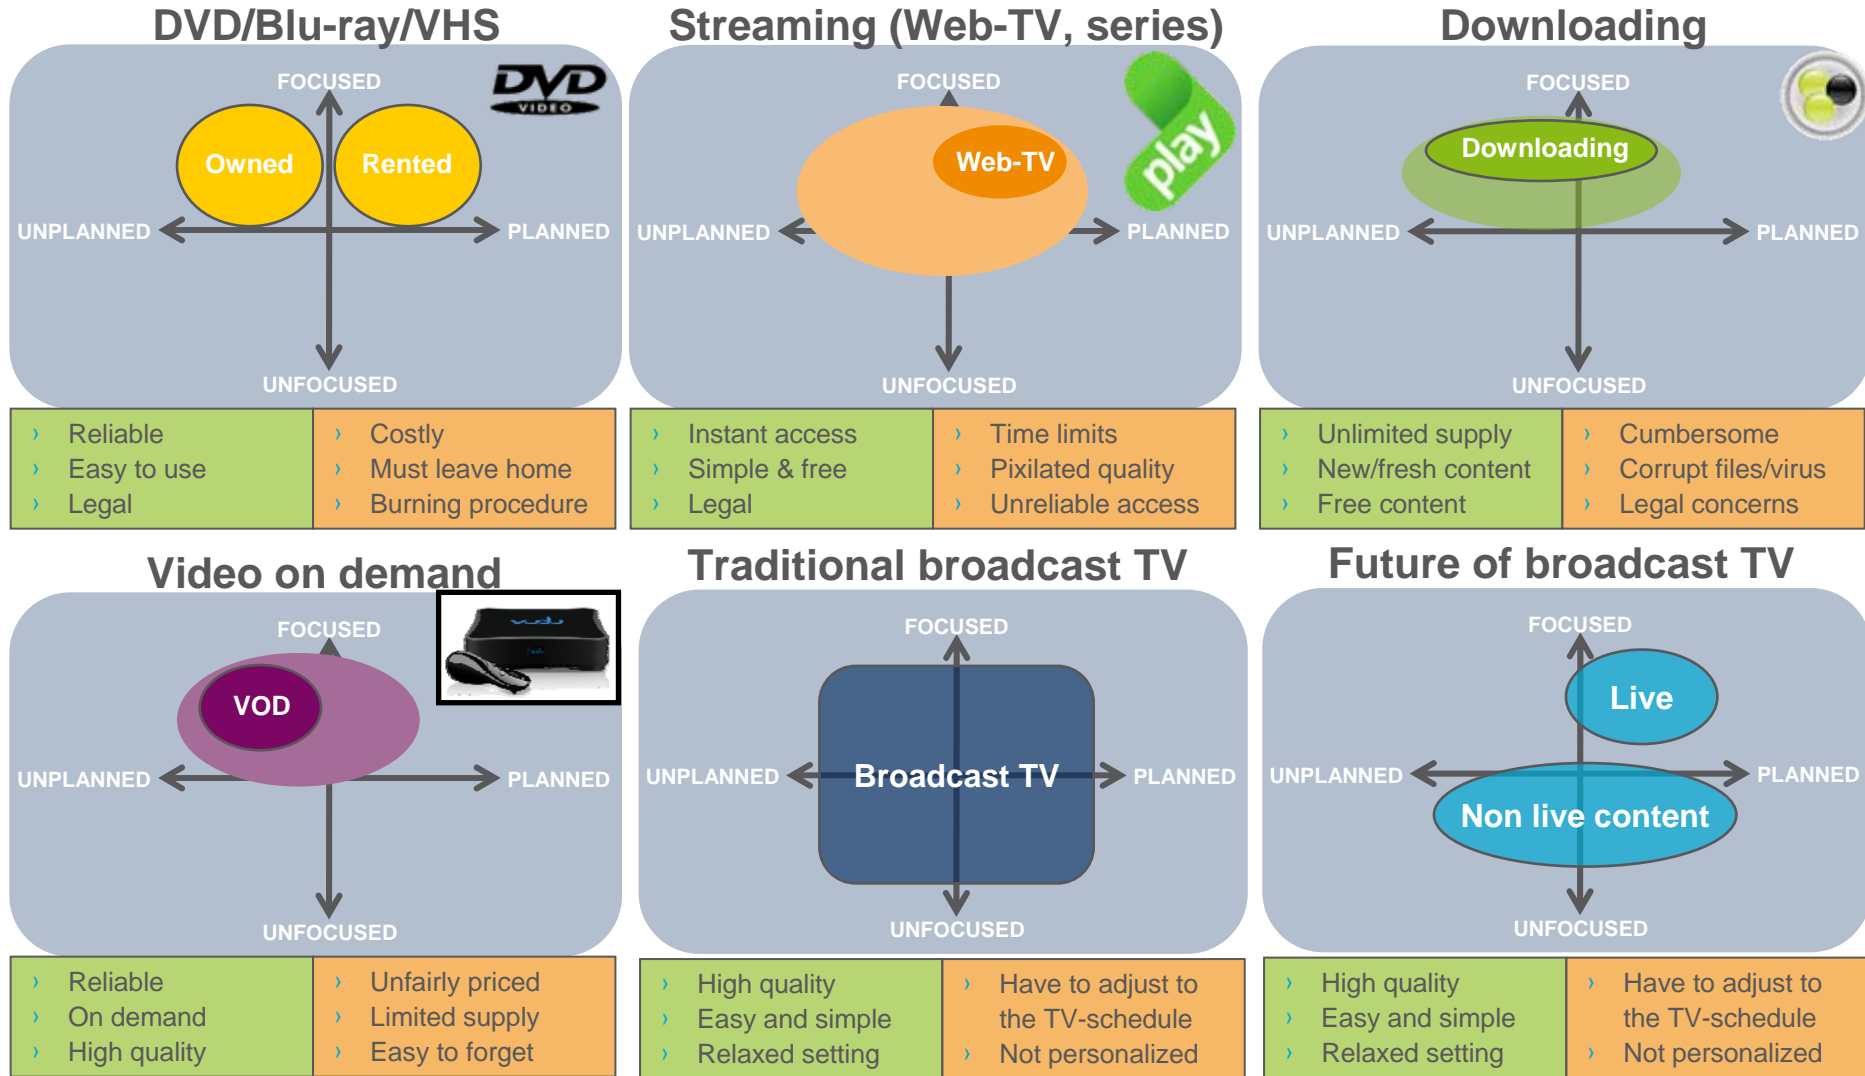 DVD/Blu-ray/VHS
FOCUSED
DVD
VIDEO
Owned
Rented
UNPLANNED
PLANNED
UNFOCUSED
Reliable
Easy to use
Legal
Costly
Must leave home
Burning procedure
Streaming (Web-TV, series)
FOCUSED
play
Web-TV
UNPLANNED
PLANNED
UNFOCUSED
Instant access
Simple & free
Legal
Time limits
Pixilated quality
Unreliable access
Downloading
FOCUSED
Downloading
UNPLANNED
PLANNED
UNFOCUSED
Unlimited supply
New/fresh content
Free content
Cumbersome
Corrupt files/virus
Legal concerns
Video on demand
FOCUSED
vudu
VOD
UNPLANNED
PLANNED
UNFOCUSED
Reliable
On demand
High quality
Unfairly priced
Limited supply
Easy to forget
Traditional broadcast TV
FOCUSED
UNPLANNED
Broadcast TV
PLANNED
UNFOCUSED
High quality
Easy and simple
Relaxed setting
Have to adjust to
the TV-schedule
Not personalized
Future of broadcast TV
FOCUSED
Live
UNPLANNED
PLANNED
Non live content
UNFOCUSED
High quality
Easy and simple
Relaxed setting
Have to adjust to
the TV-schedule
Not personalized